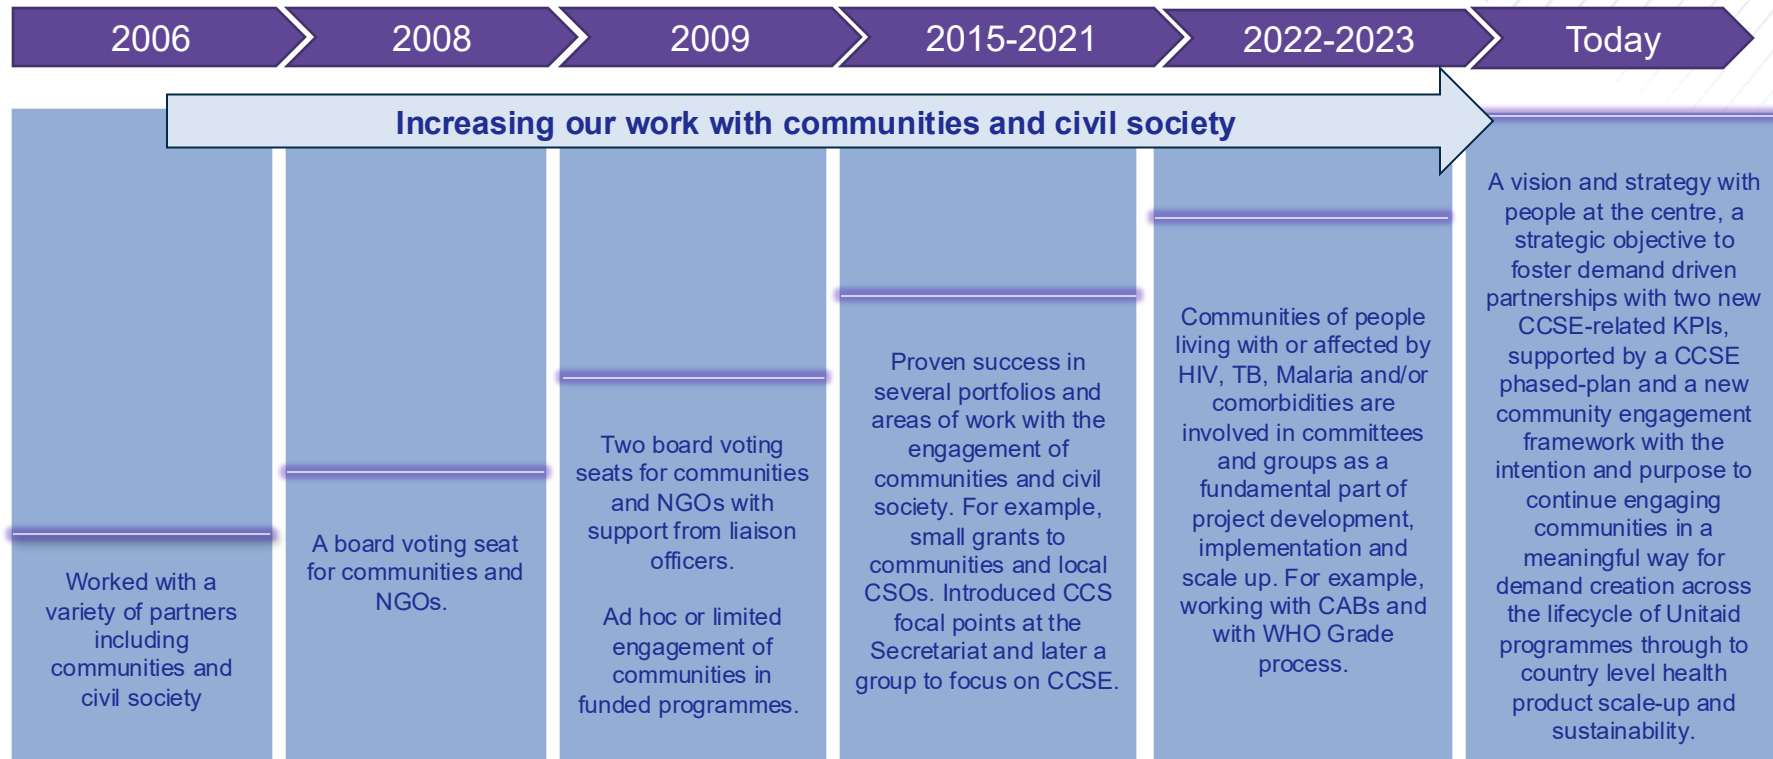 2006
2008
2009
2015-2021
2022-2023
Today
Increasing our work with communities and civil society
Worked with a
variety of partners
including
communities and
civil society
A board voting seat
for communities and
NGOs.
Two board voting
seats for communities
and NGOs with
support from liaison
officers.
Ad hoc or limited
engagement of
communities in
funded programmes.
Proven success in
several portfolios and
areas of work with the
engagement of
communities and civil
society. For example,
small grants to
communities and local
CSOs. Introduced CCS
focal points at the
Secretariat and later a
group to focus on CCSE.
Communities of people
living with or affected by
HIV, TB, Malaria and/or
comorbidities are
involved in committees
and groups as a
fundamental part of
project development,
implementation and
scale up. For example,
working with CABs and
with WHO Grade
process.
A vision and strategy with
people at the centre, a
strategic objective to
foster demand driven
partnerships with two new
CCSE-related KPIs,
supported by a CCSE
phased-plan and a new
community engagement
framework with the
intention and purpose to
continue engaging
communities in a
meaningful way for
demand creation across
the lifecycle of Unitaid
programmes through to
country level health
product scale-up and
sustainability.